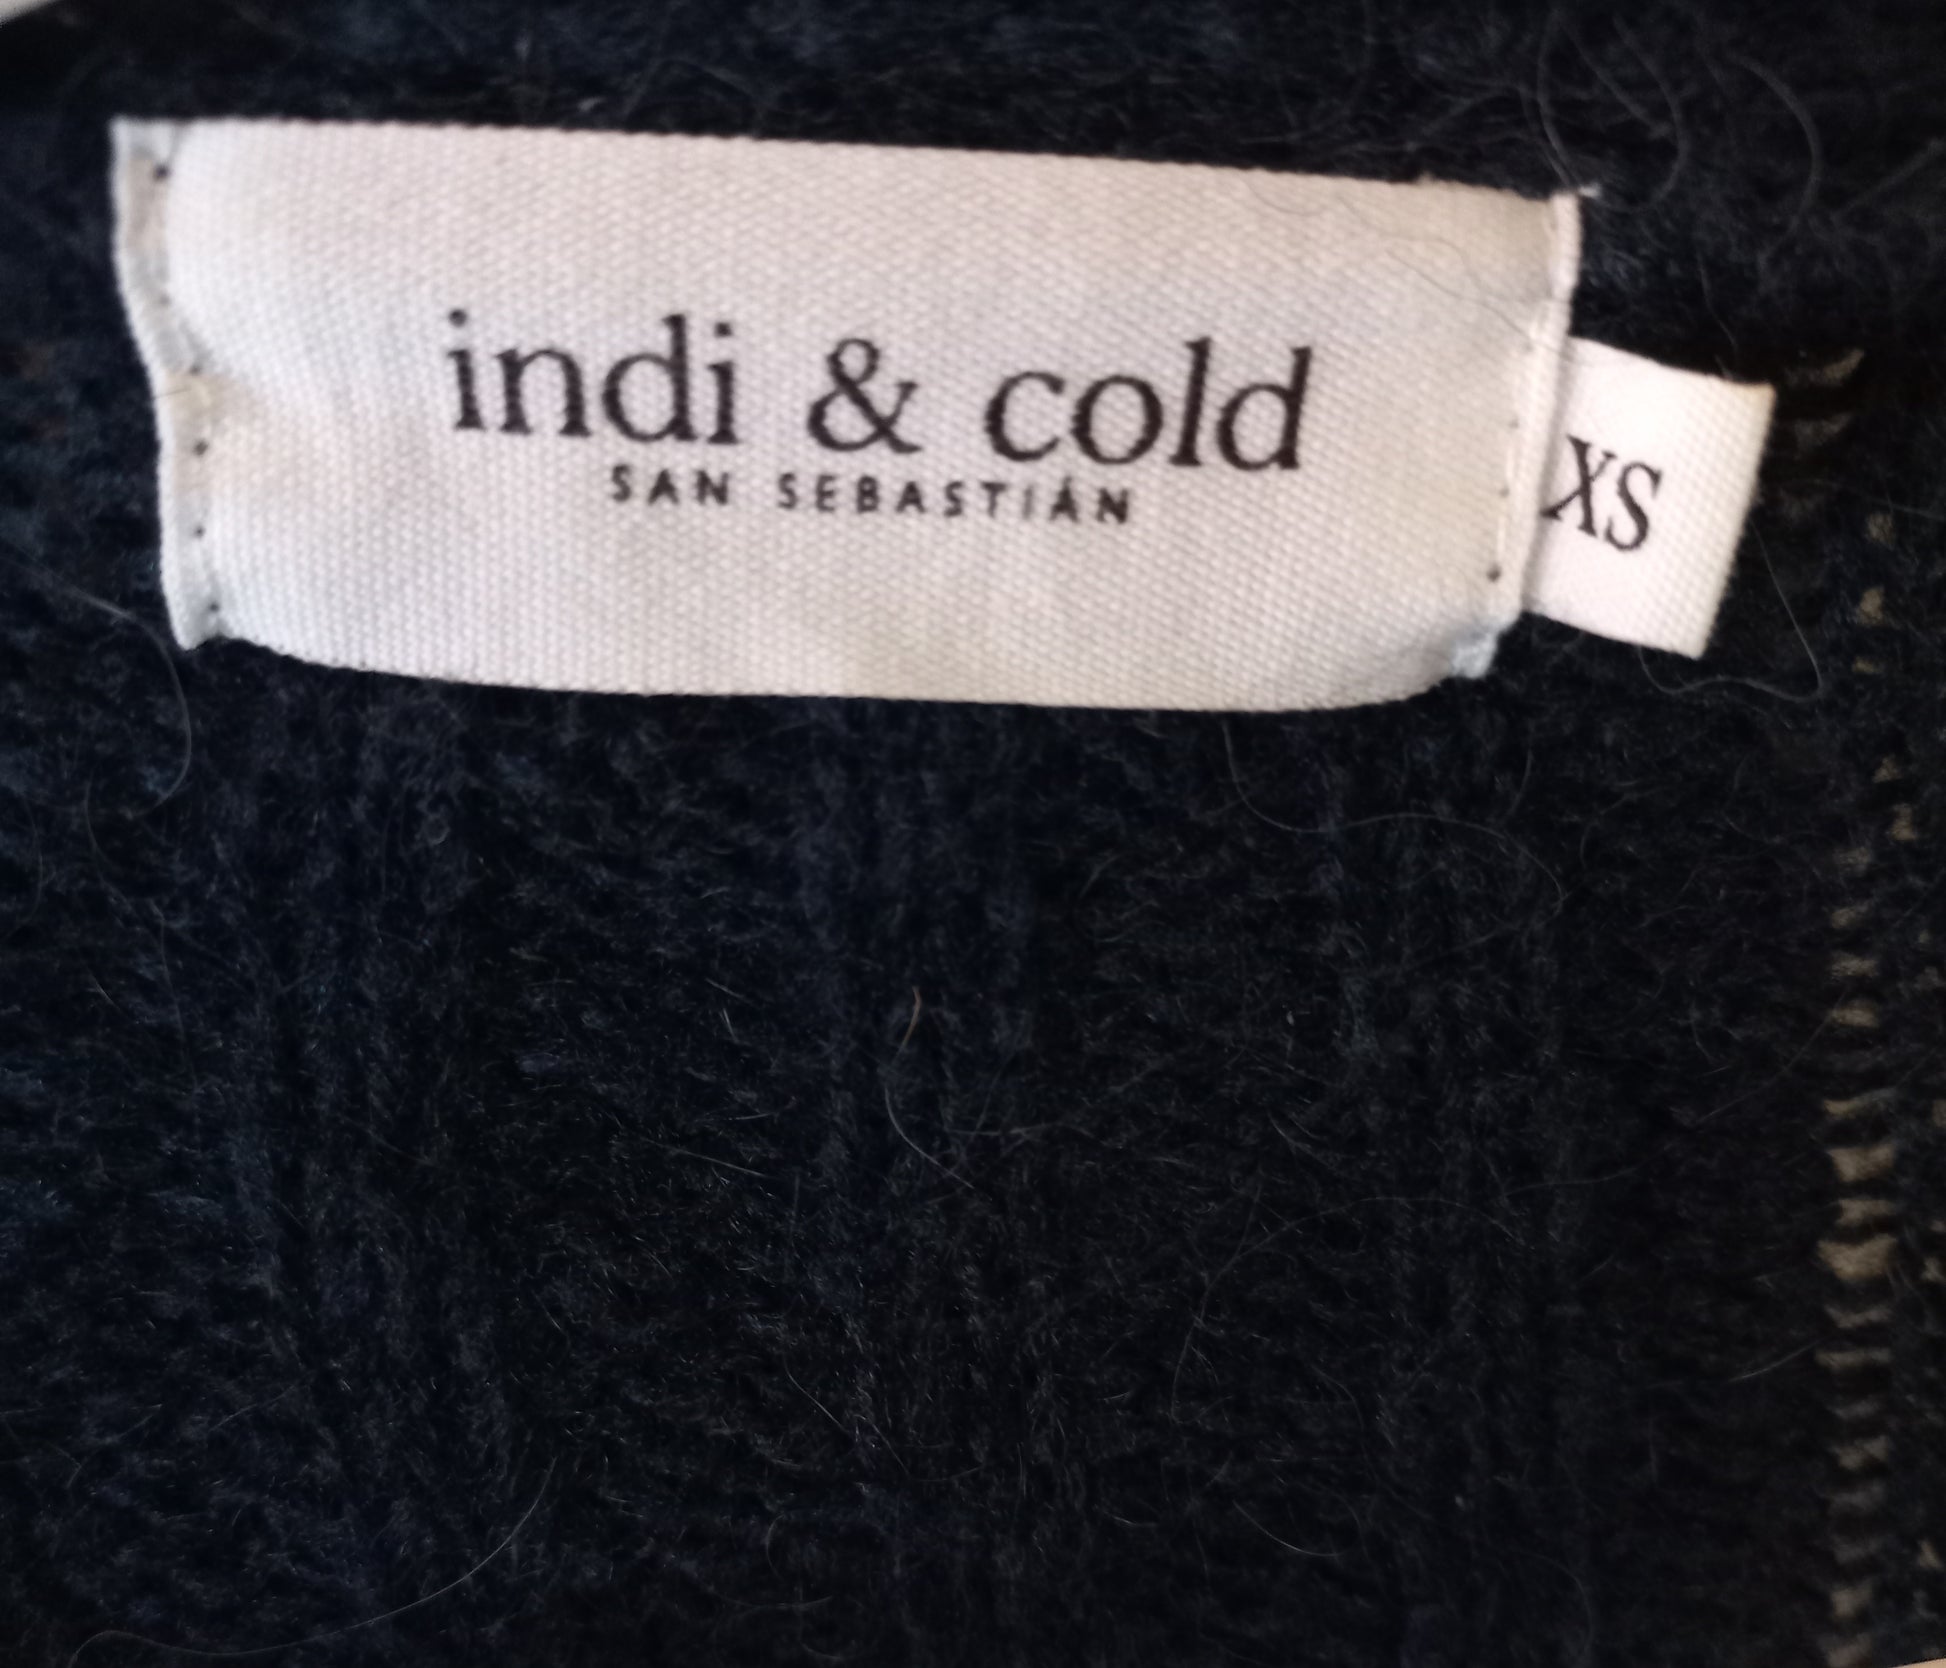 indi & cold
SAN SEBASTIÁN
XS